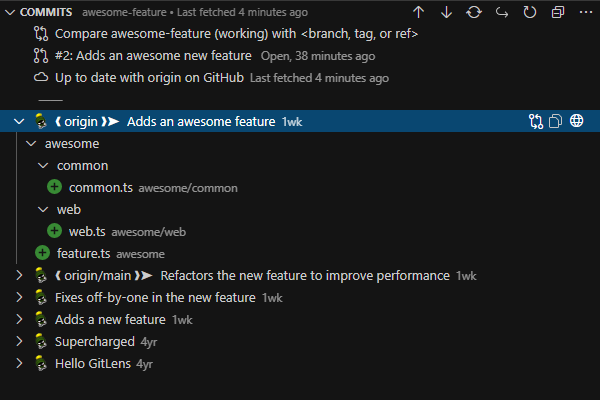 COMMITS awesome-feature • Last fetched 4 minutes ago
Compare awesome-feature (working) with <branch, tag, or ref>
#2: Adds an awesome new feature Open, 38 minutes ago
Up to date with origin on GitHub Last fetched 4 minutes ago
❨ origin ❩➤ Adds an awesome feature 1wk
awesome
common
common.ts awesome/common
web
web.ts awesome/web
feature.ts awesome
❨ origin/main ❩➤ Refactors the new feature to improve performance 1wk
Fixes off-by-one in the new feature 1wk
Adds a new feature 1wk
Supercharged 4yr
Hello GitLens 4yr